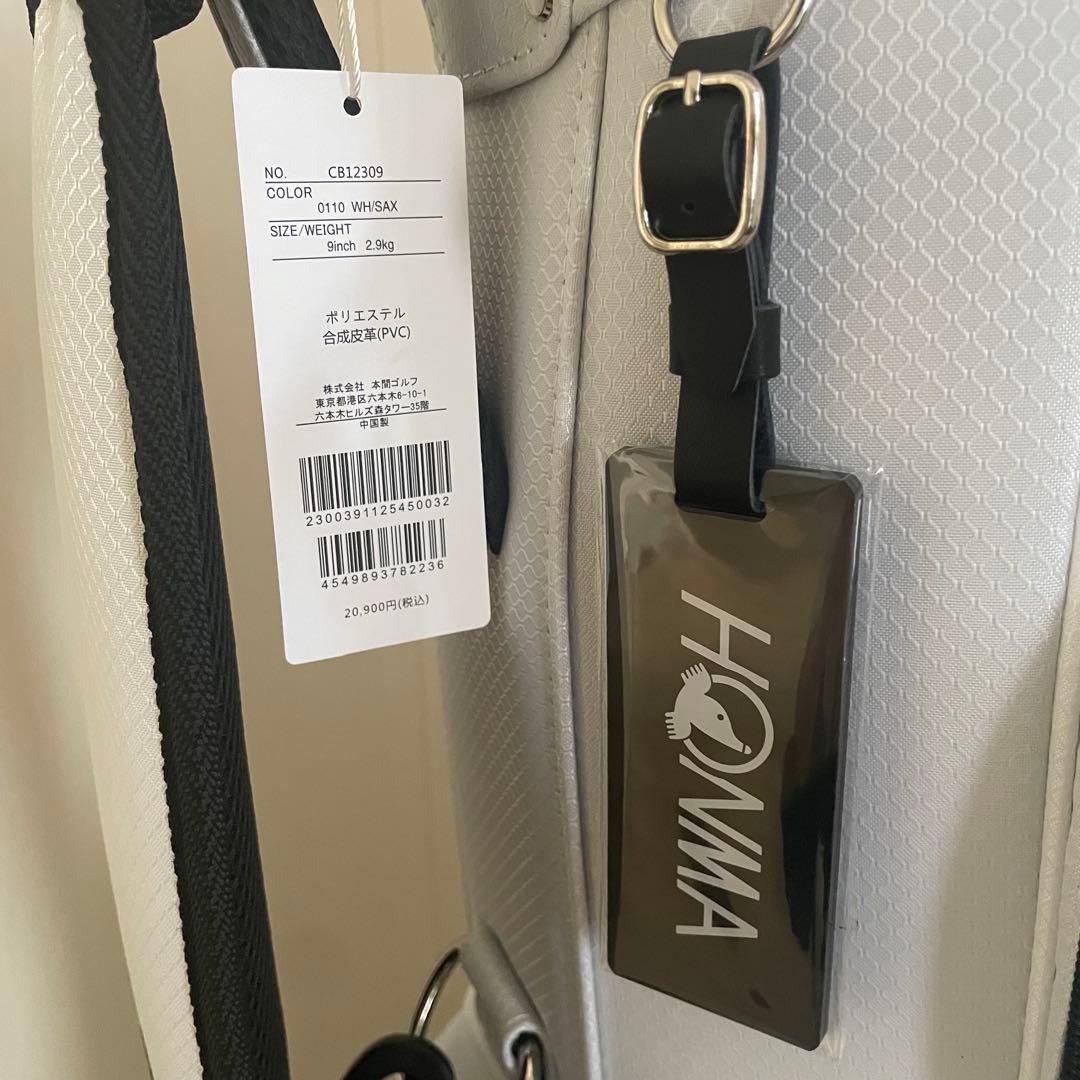 NO. CB12309
COLOR
0110 WH/SAX
SIZE/WEIGHT
9inch 2.9kg
ポリエステル
合成皮革(PVC)
株式会社 本間ゴルフ
東京都港区六本木6-10-1
六本木ヒルズ森タワー35階
中国製
2300391125450032
4549893782236
20,900円(税込)
HONMA